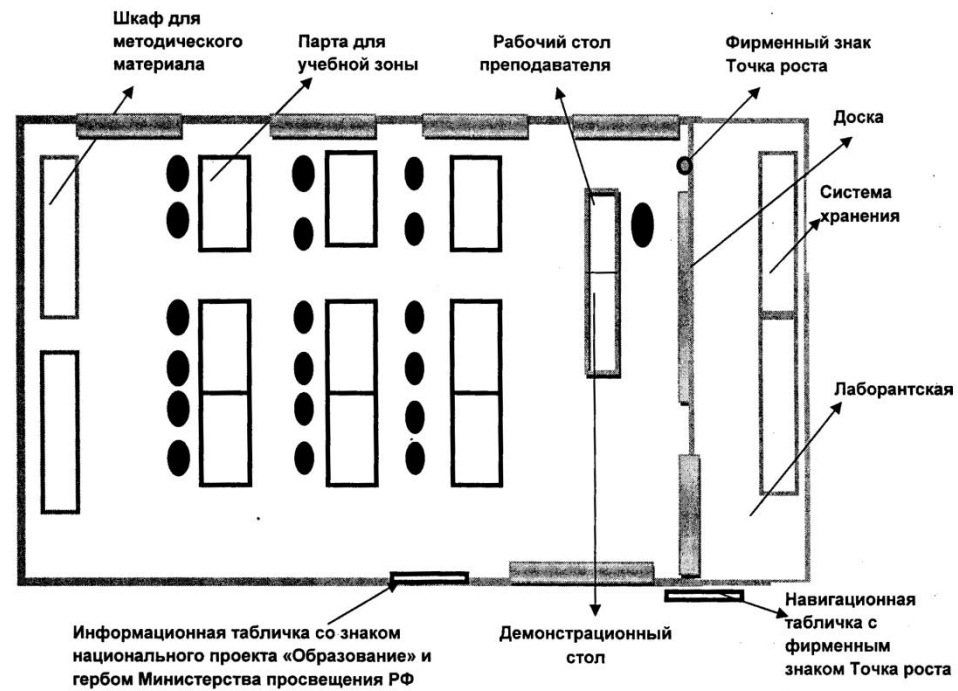 Шкаф для
методического
материала
Парта для
учебной зоны
Рабочий стол
преподавателя
Фирменный знак
Точка роста
Доска
Система
хранения
Лаборантская
Информационная табличка со знаком
национального проекта «Образование» и
гербом Министерства просвещения РФ
Демонстрационный
стол
Навигационная
табличка с
фирменным
знаком Точка роста